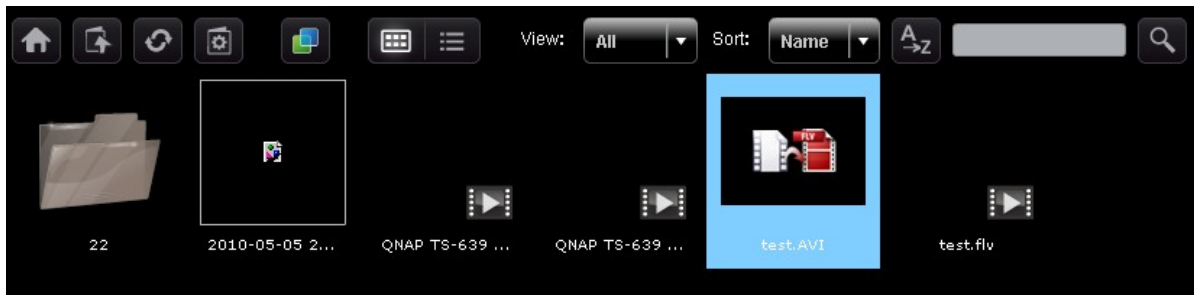 View: All Sort: Name A Z
FLV
22 2010-05-05 2... QNAP TS-639 ... QNAP TS-639 ... test.AVI test.flv